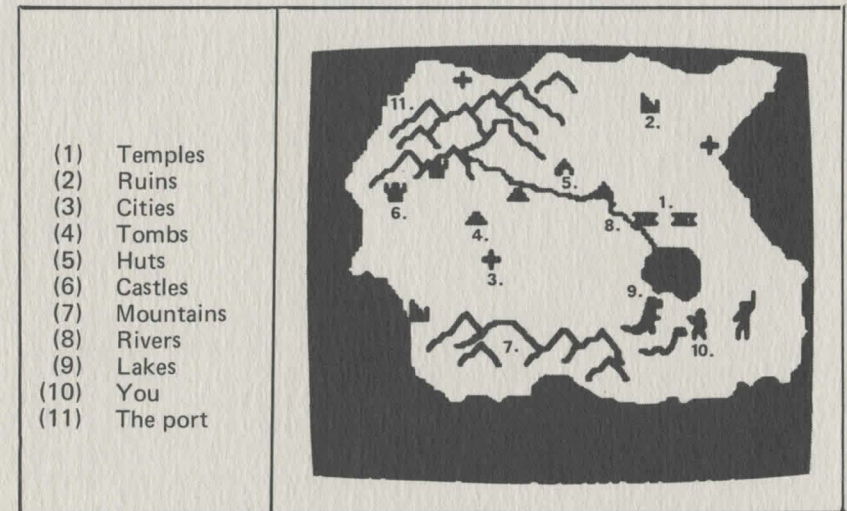 (1) Temples
(2) Ruins
(3) Cities
(4) Tombs
(5) Huts
(6) Castles
(7) Mountains
(8) Rivers
(9) Lakes
(10) You
(11) The port
11.
2.
5.
1.
6.
4.
8.
3.
9.
7.
10.